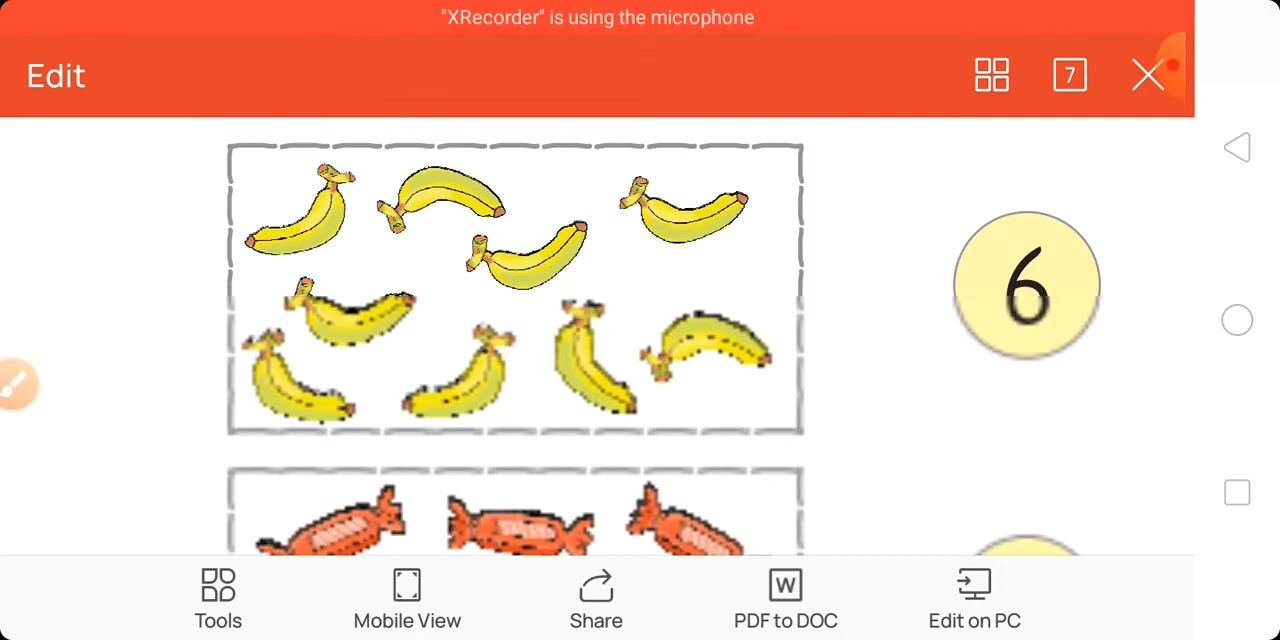 "XRecorder" is using the microphone
Edit
7
6
Tools
Mobile View
Share
W
PDF to DOC
Edit on PC